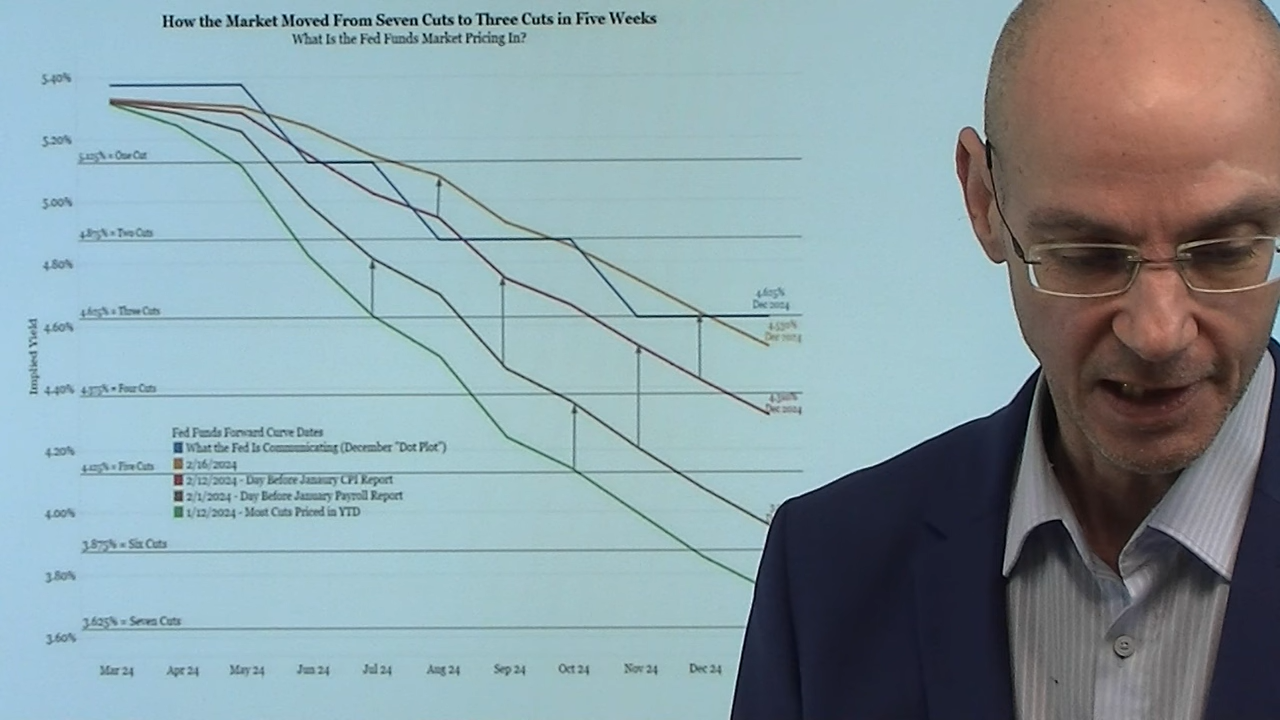 How the Market Moved From Seven Cuts to Three Cuts in Five Weeks
What Is the Fed Funds Market Pricing In?
5.40%
5.20%
5.125% = One Cut
5.00%
4.875% = Two Cuts
4.80%
4.625% = Three Cuts
4.60%
4.40%
4.375% = Four Cuts
4.20%
4.125% = Five Cuts
4.00%
3.875% = Six Cuts
3.80%
3.625% = Seven Cuts
3.60%
Implied Yield
4.625%
Dec 2024
4.530%
Dec 2024
Dec 2024
Fed Funds Forward Curve Dates
What the Fed Is Communicating (December "Dot Plot")
2/16/2024
2/12/2024 - Day Before Janaury CPI Report
2/1/2024 - Day Before January Payroll Report
1/12/2024 - Most Cuts Priced in YTD
Mar 24 Apr 24 May 24 Jun 24 Jul 24 Aug 24 Sep 24 Oct 24 Nov 24 Dec 24